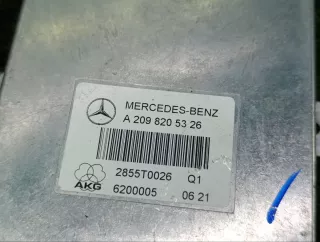 MERCEDES-BENZ
A 209 820 53 26
2855T0026 Q1
AKG 6200005 06 21